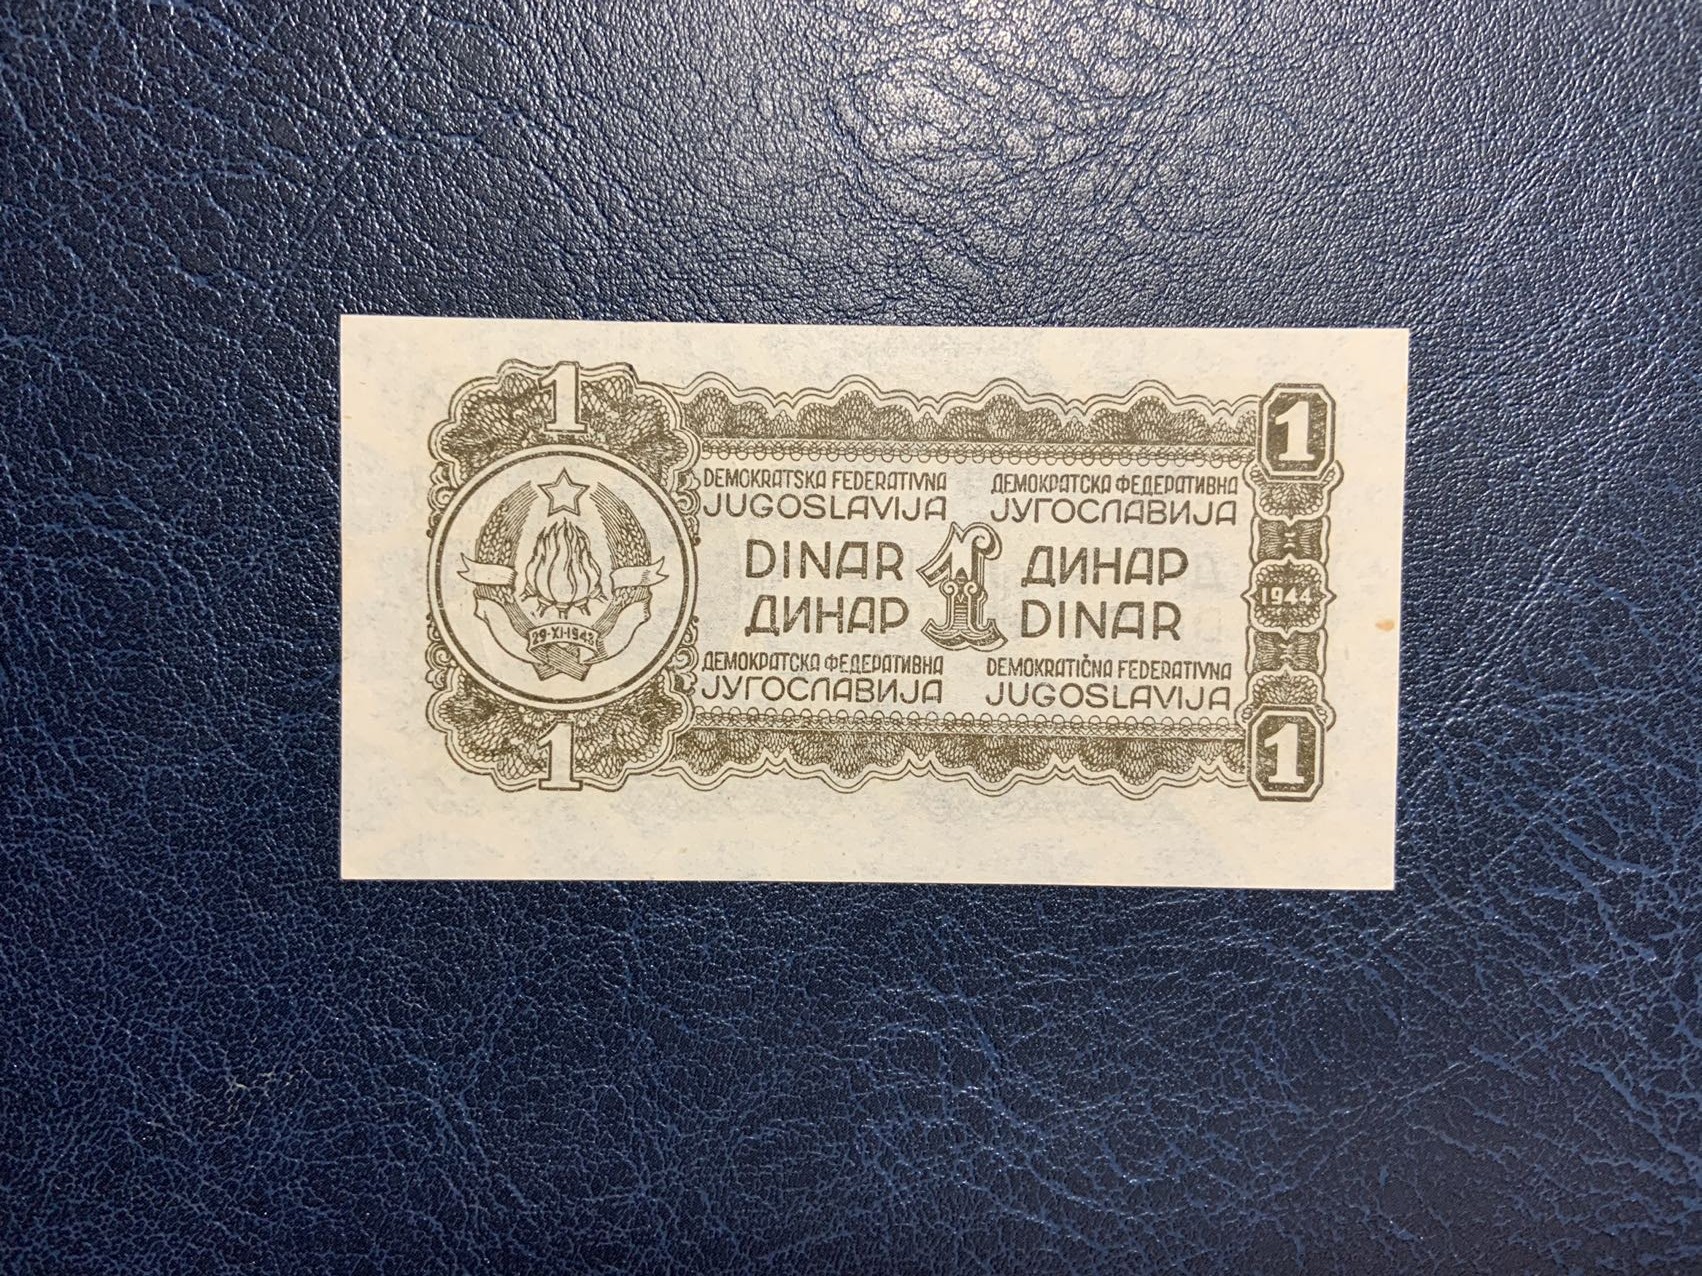 1
1
DEMOKRATSKA FEDERATIVNA
JUGOSLAVIJA
ДЕМОКРАТСКА ФЕДЕРАТИВНА
ЈУГОСЛАВИЈА
DINAR
ДИНАР
1
ДИНАР
DINAR
1944
29-XI-1943
ДЕМОКРАТСКА ФЕДЕРАТИВНА
ЈУГОСЛАВИЈА
DEMOKRATIČNA FEDERATIVNA
JUGOSLAVIJA
1
1